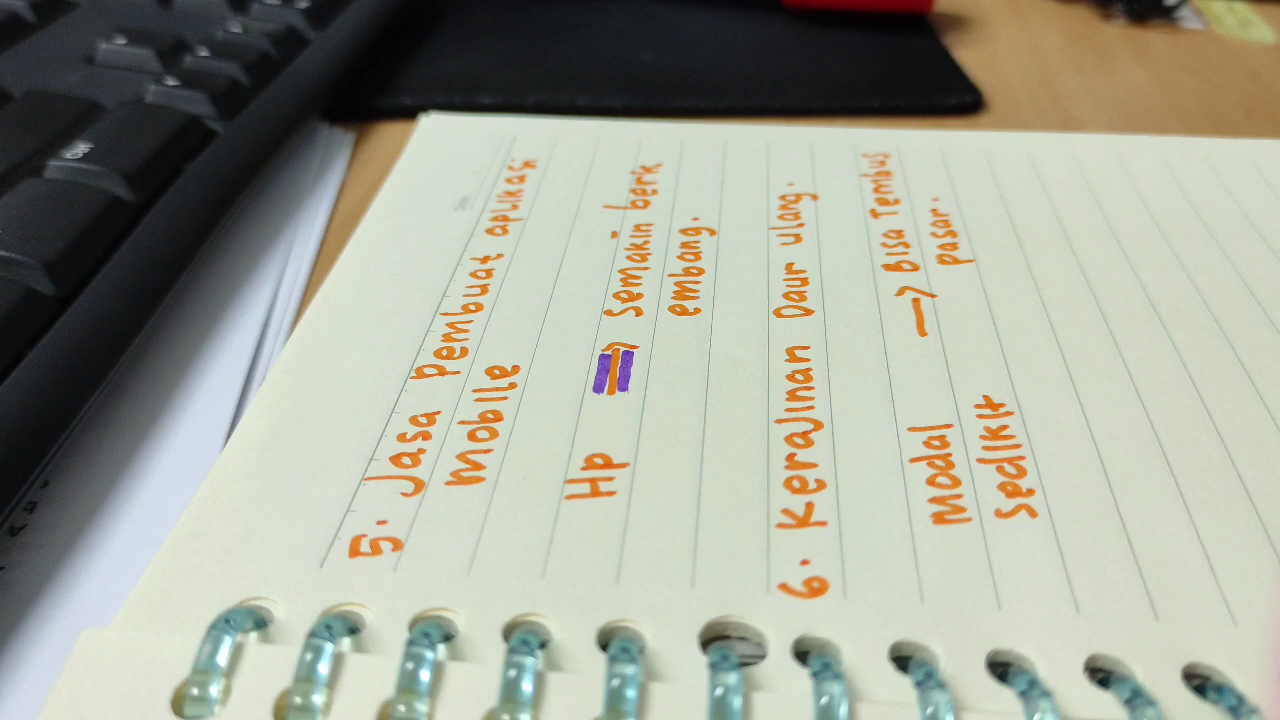 5. Jasa pembuat aplikasi
mobile
Hp ⇒ semakin berk
embang.
6. Kerajinan Daur ulang.
Modal → Bisa Tembus
sedikit pasar.